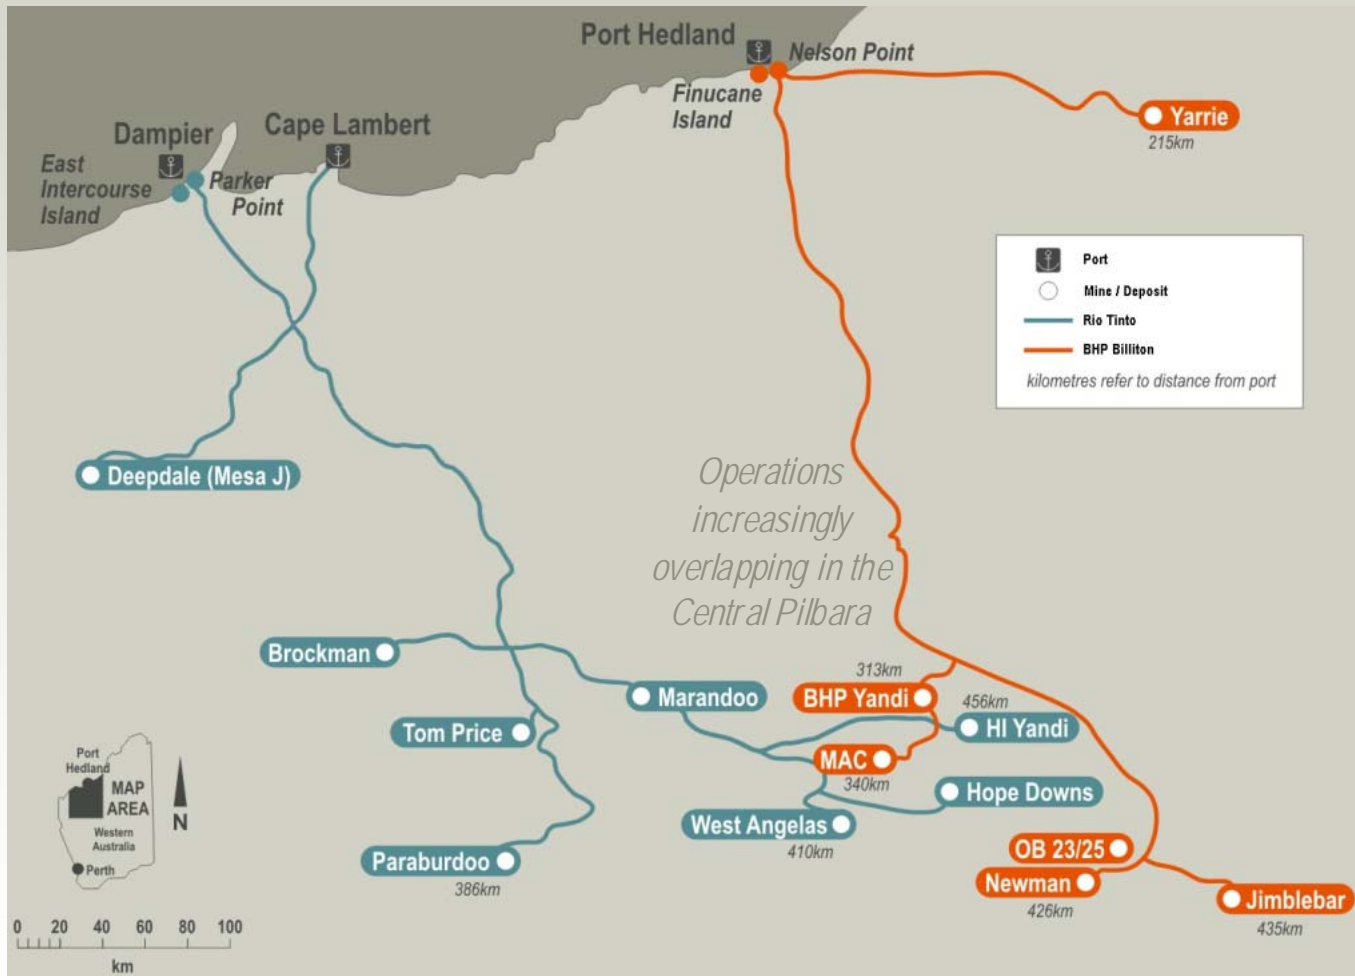 Port Hedland
Nelson Point
Finucane
Island
Cape Lambert
Dampier
East
Intercourse
Island
Parker
Point
Yarrie
215km
Port
Mine / Deposit
Rio Tinto
BHP Billiton
kilometres refer to distance from port
Deepdale (Mesa J)
Operations
increasingly
overlapping in the
Central Pilbara
Brockman
Marandoo
313km
BHP Yandi
456km
HI Yandi
Tom Price
MAC
340km
Hope Downs
West Angelas
410km
Paraburdoo
386km
OB 23/25
Newman
426km
Jimblebar
435km
Port
Hedland
MAP
AREA
Western
Australia
Perth
N
0 20 40 60 80 100
km